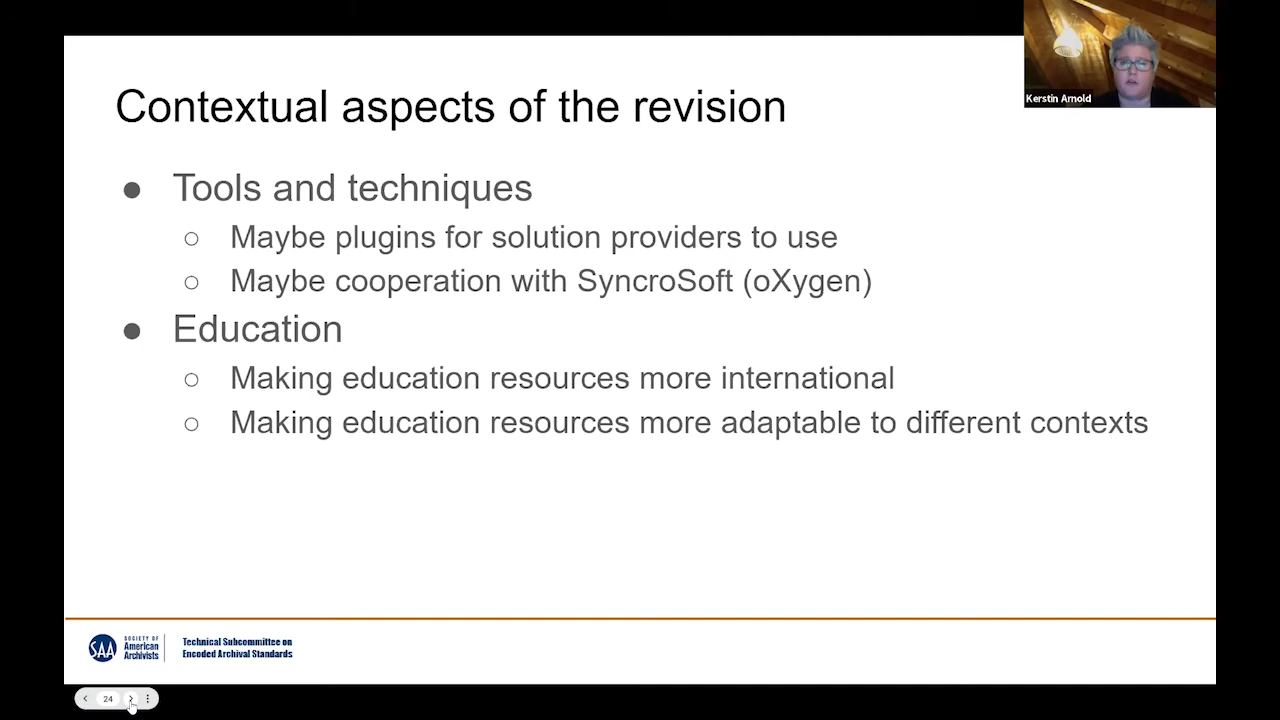 Kerstin Arnold
Contextual aspects of the revision
● Tools and techniques
○ Maybe plugins for solution providers to use
○ Maybe cooperation with SyncroSoft (oXygen)
● Education
○ Making education resources more international
○ Making education resources more adaptable to different contexts
SAA
SOCIETY OF
American
Archivists
Technical Subcommittee on
Encoded Archival Standards
24